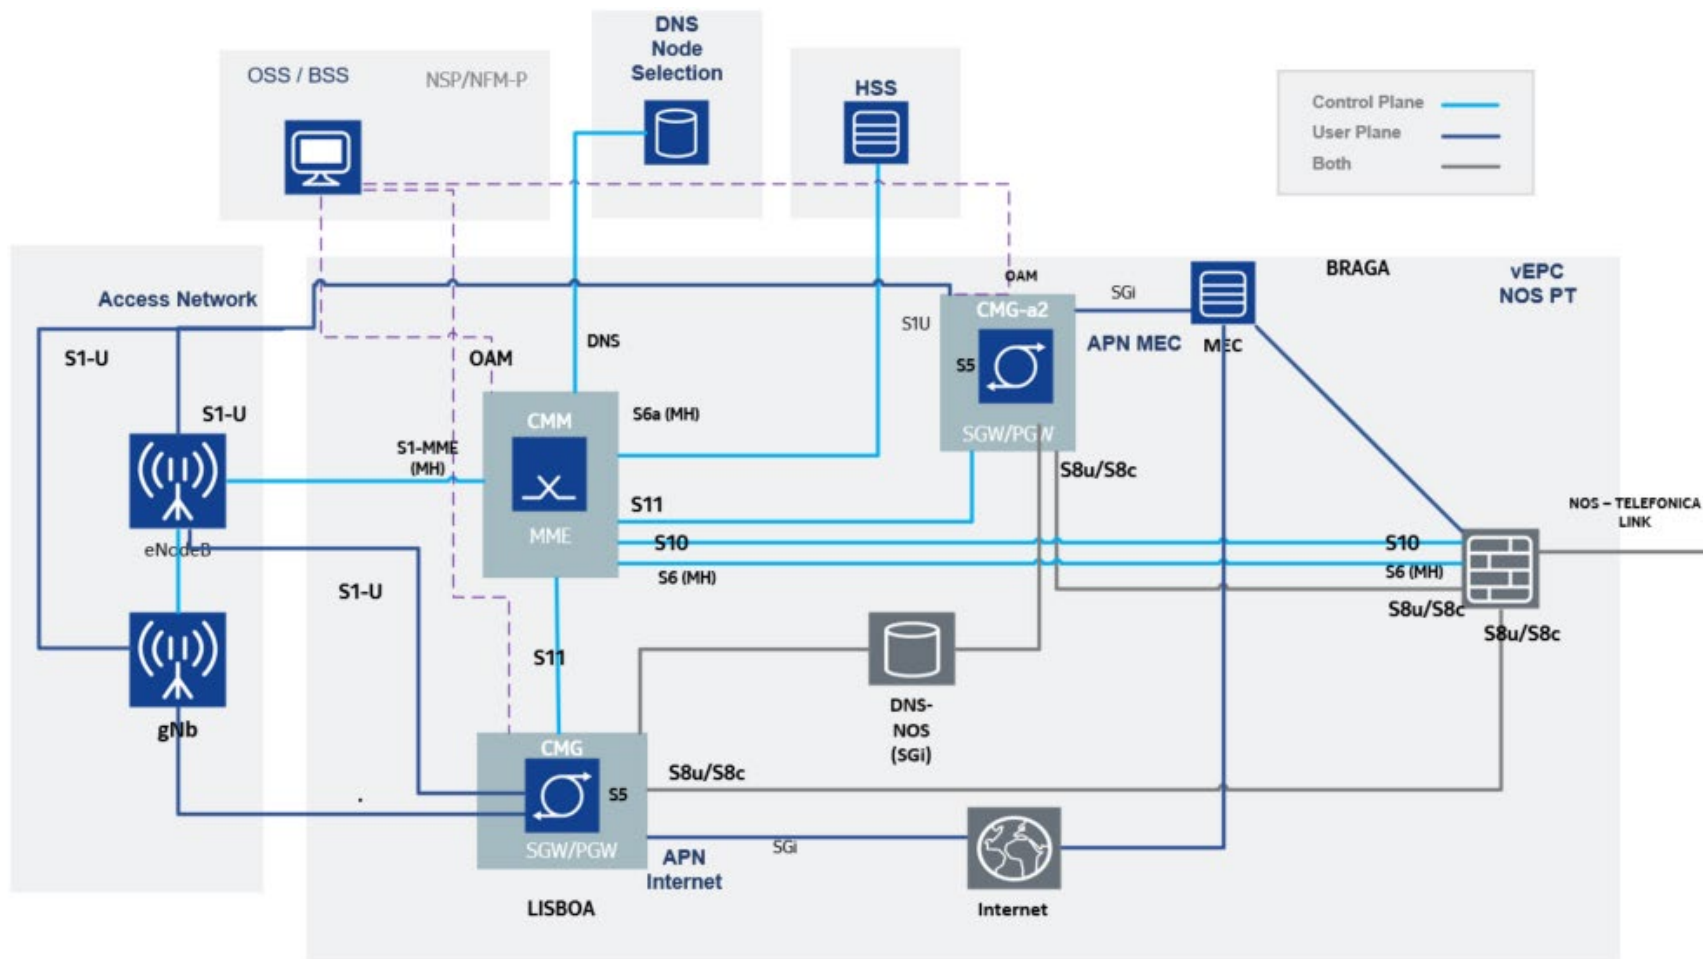 DNS
Node
Selection
OSS / BSS
NSP/NFM-P
HSS
Control Plane
User Plane
Both
BRAGA
vEPC
NOS PT
OAM
Access Network
SGi
CMG-a2
S1U
APN MEC
MEC
DNS
S1-U
OAM
S5
S1-U
CMM
S6a (MH)
SGW/PGW
S1-MME
(MH)
S8u/S8c
S11
NOS – TELEFONICA
LINK
MME
S10
S10
eNodeB
S6 (MH)
S6 (MH)
S1-U
S8u/S8c
S8u/S8c
S11
DNS-
NOS
(SGi)
gNb
CMG
S8u/S8c
S5
SGW/PGW
SGi
APN
Internet
LISBOA
Internet